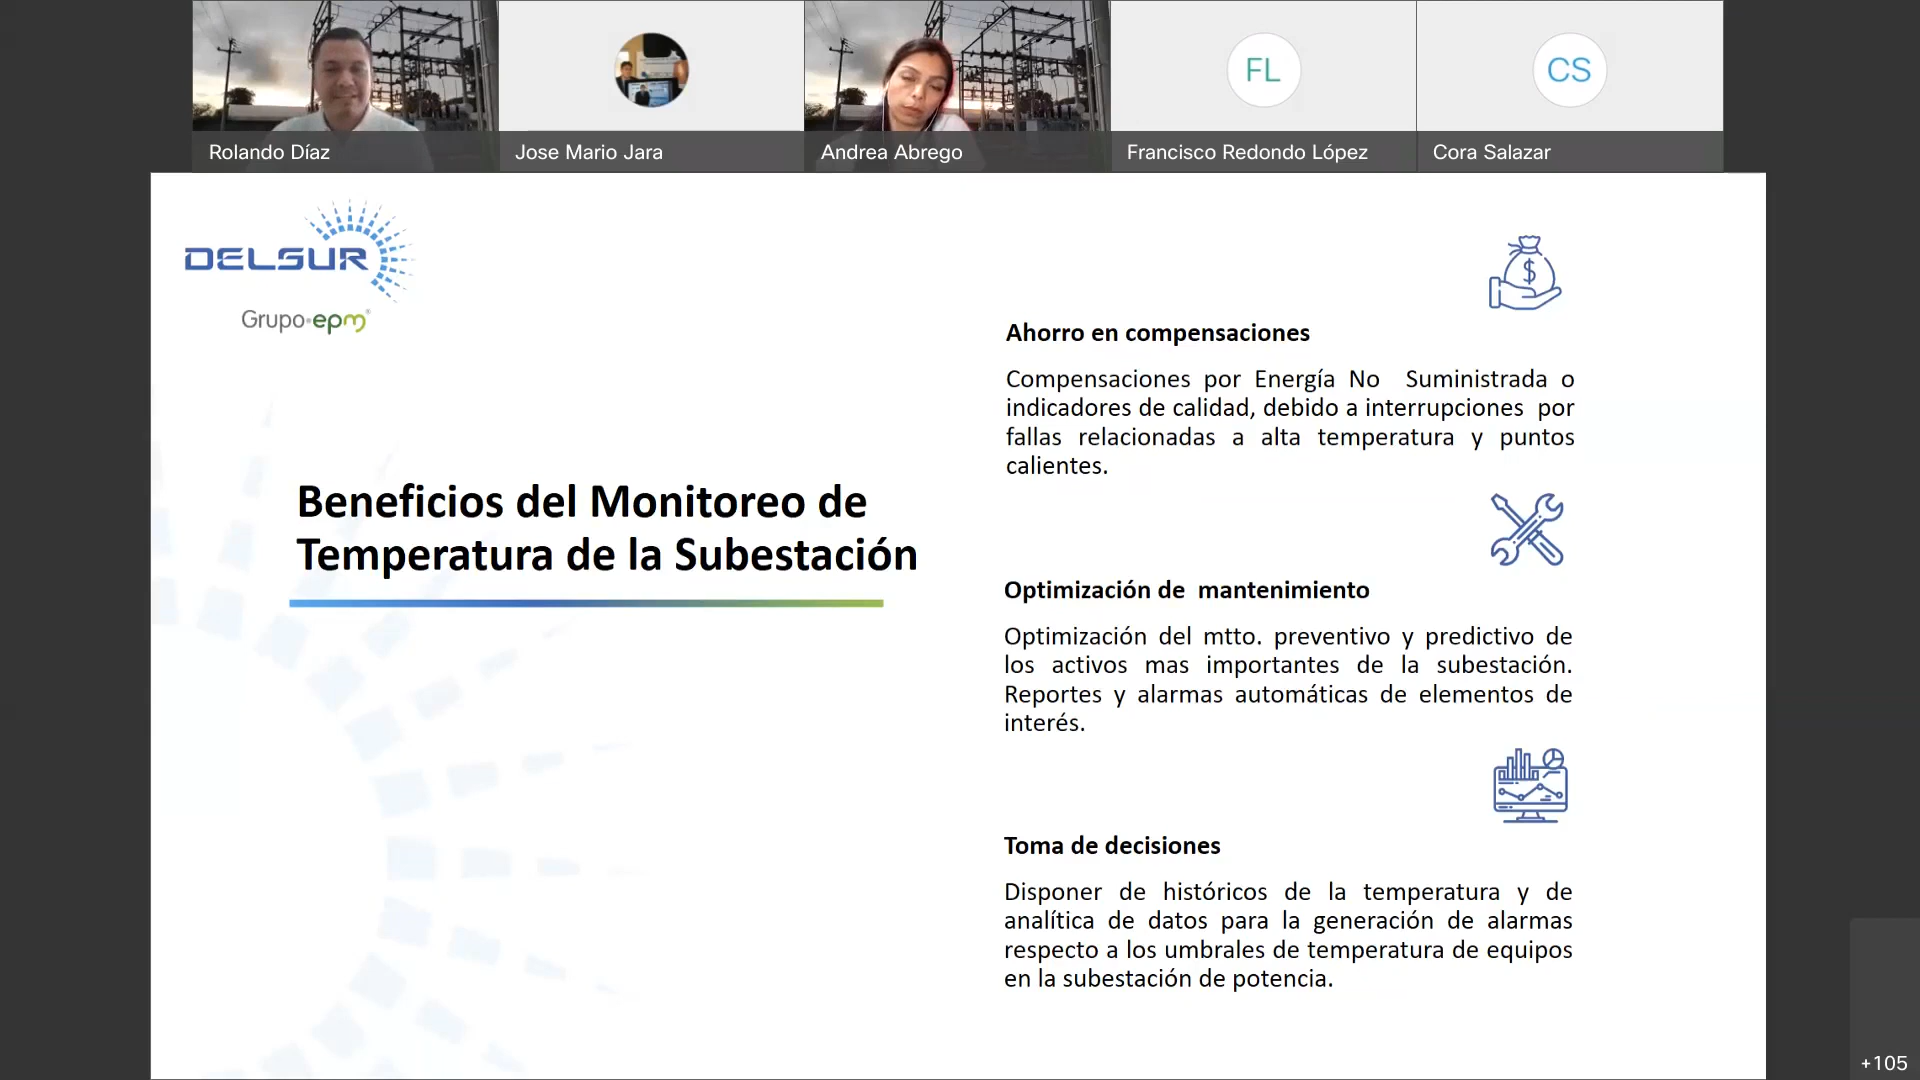 Rolando Díaz
Jose Mario Jara
Andrea Abrego
FL
Francisco Redondo López
CS
Cora Salazar
DELSUR
Grupo·epm®
Beneficios del Monitoreo de
Temperatura de la Subestación
$
Ahorro en compensaciones
Compensaciones por Energía No Suministrada o
indicadores de calidad, debido a interrupciones por
fallas relacionadas a alta temperatura y puntos
calientes.
Optimización de mantenimiento
Optimización del mtto. preventivo y predictivo de
los activos mas importantes de la subestación.
Reportes y alarmas automáticas de elementos de
interés.
Toma de decisiones
Disponer de históricos de la temperatura y de
analítica de datos para la generación de alarmas
respecto a los umbrales de temperatura de equipos
en la subestación de potencia.
+105